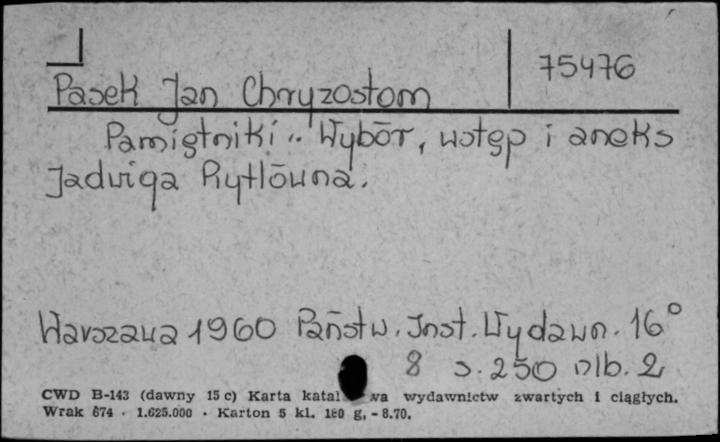 75476
Pasek Jan Chryzostom
Pamiętniki. Wybór, wstęp i aneks
Jadwiga Rytlówna.
Warszawa 1960 Państw. Inst. Wydawn. 16°
8 s. 250 nlb. 2
CWD B-143 (dawny 15 c) Karta katal wa wydawnictw zwartych i ciągłych.
Wrak 674 · 1.625.000 · Karton 5 kl. 180 g, - 8.70.